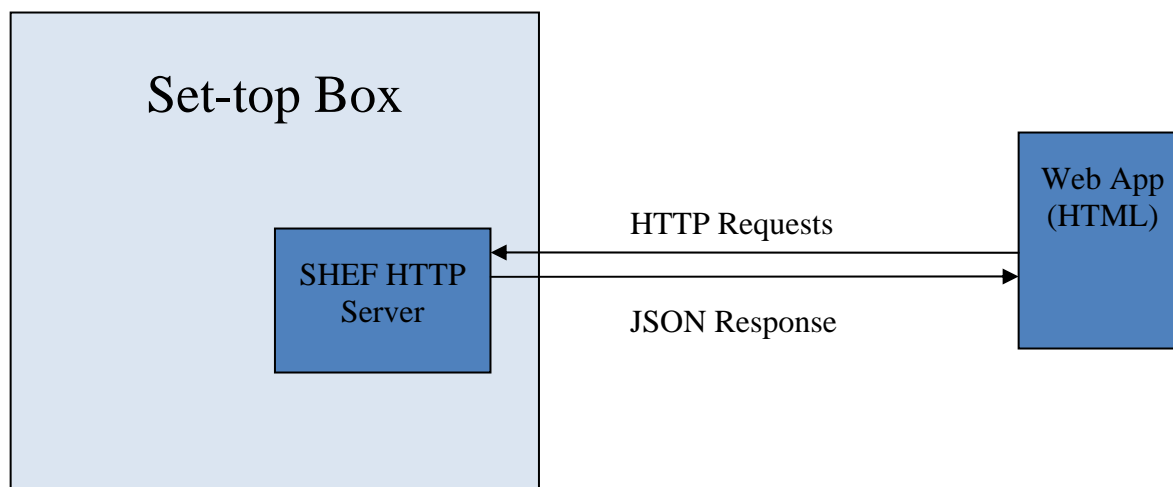 Set-top Box
Web App
(HTML)
HTTP Requests
SHEF HTTP
Server
JSON Response